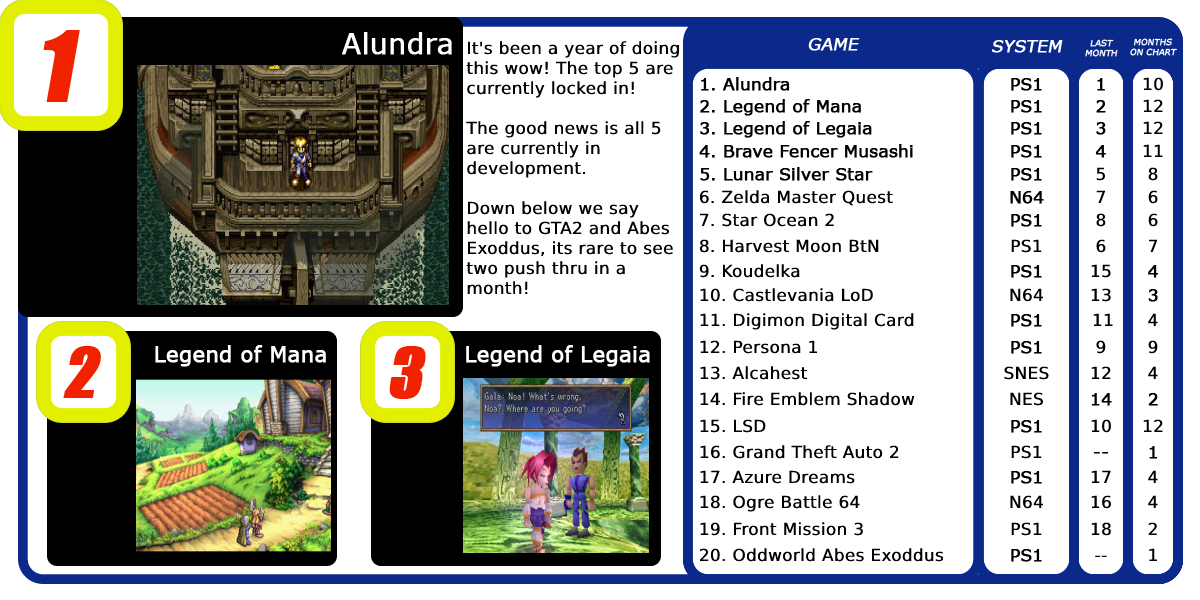 1
Alundra
It's been a year of doing
this wow! The top 5 are
currently locked in!
The good news is all 5
are currently in
development.
Down below we say
hello to GTA2 and Abes
Exoddus, its rare to see
two push thru in a
month!
2
Legend of Mana
3
Legend of Legaia
Gala: Noa! What's wrong,
Noa? Where are you going?
GAME SYSTEM LAST MONTH MONTHS ON CHART
1. Alundra PS1 1 10
2. Legend of Mana PS1 2 12
3. Legend of Legaia PS1 3 12
4. Brave Fencer Musashi PS1 4 11
5. Lunar Silver Star PS1 5 8
6. Zelda Master Quest N64 7 6
7. Star Ocean 2 PS1 8 6
8. Harvest Moon BtN PS1 6 7
9. Koudelka PS1 15 4
10. Castlevania LoD N64 13 3
11. Digimon Digital Card PS1 11 4
12. Persona 1 PS1 9 9
13. Alcahest SNES 12 4
14. Fire Emblem Shadow NES 14 2
15. LSD PS1 10 12
16. Grand Theft Auto 2 PS1 -- 1
17. Azure Dreams PS1 17 4
18. Ogre Battle 64 N64 16 4
19. Front Mission 3 PS1 18 2
20. Oddworld Abes Exoddus PS1 -- 1